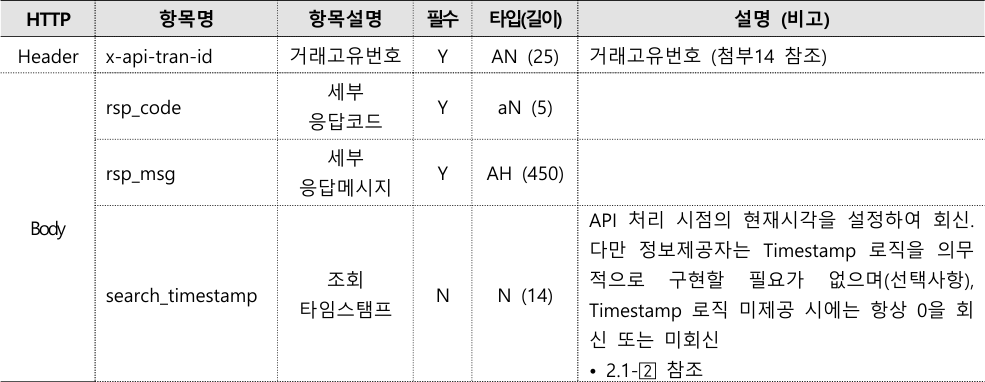 HTTP 항목명 항목설명 필수 타입(길이) 설명 (비고)
Header x-api-tran-id 거래고유번호 Y AN (25) 거래고유번호 (첨부14 참조)
Body
rsp_code
세부
응답코드
Y aN (5)
rsp_msg
세부
응답메시지
Y AH (450)
search_timestamp
조회
타임스탬프
N N (14)
API 처리 시점의 현재시각을 설정하여 회신.
다만 정보제공자는 Timestamp 로직을 의무
적으로 구현할 필요가 없으며(선택사항),
Timestamp 로직 미제공 시에는 항상 0을 회
신 또는 미회신
• 2.1-2 참조